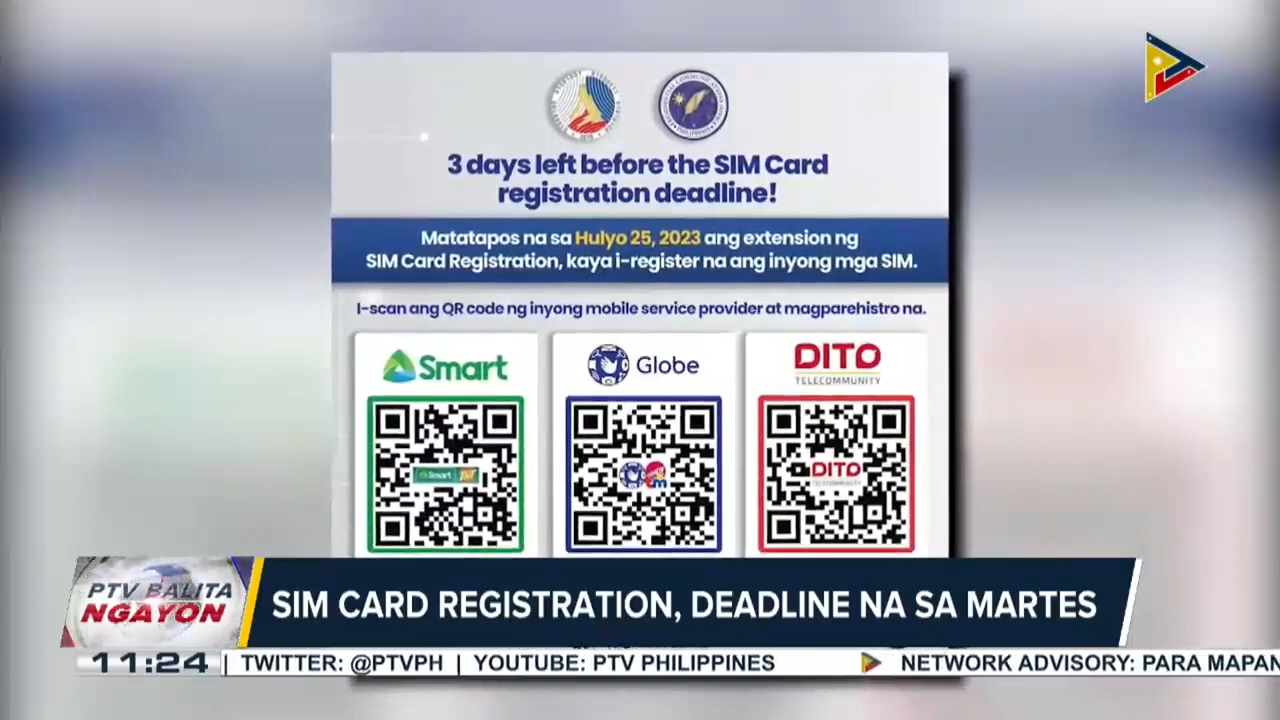 3 days left before the SIM Card
registration deadline!
Matatapos na sa Hulyo 25, 2023 ang extension ng
SIM Card Registration, kaya i-register na ang inyong mga SIM.
I-scan ang QR code ng inyong mobile service provider at magparehistro na.
Smart
Globe
DITO
TELECOMMUNITY
Smart
DITO
TELECOMMUNITY
PTV BALITA
NGAYON
SIM CARD REGISTRATION, DEADLINE NA SA MARTES
11:24 | TWITTER: @PTVPH | YOUTUBE: PTV PHILIPPINES NETWORK ADVISORY: PARA MAPAN